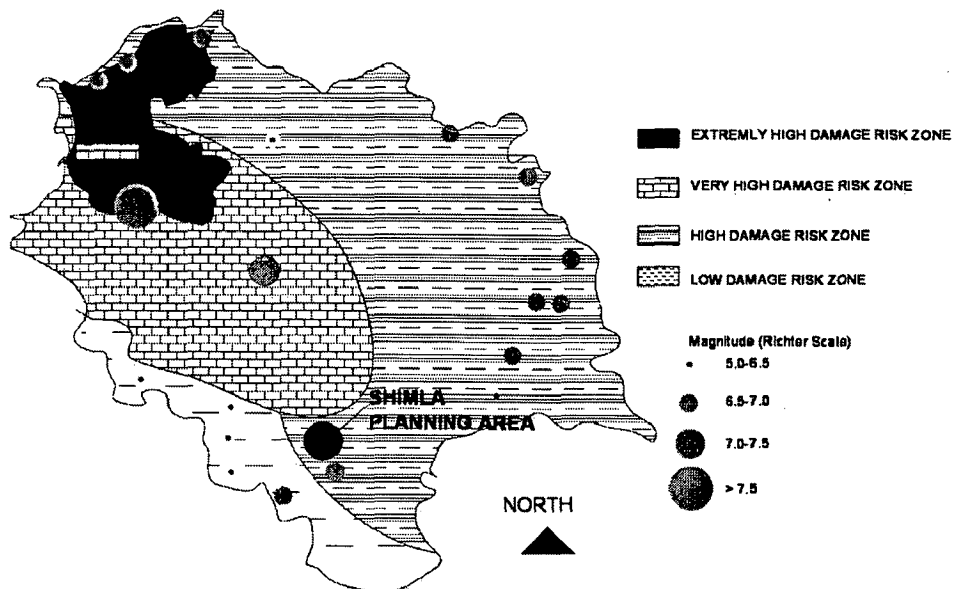 EXTREMLY HIGH DAMAGE RISK ZONE
VERY HIGH DAMAGE RISK ZONE
HIGH DAMAGE RISK ZONE
LOW DAMAGE RISK ZONE
Magnitude (Richter Scale)
5.0-6.5
6.5-7.0
7.0-7.5
> 7.5
SHIMLA
PLANNING AREA
NORTH